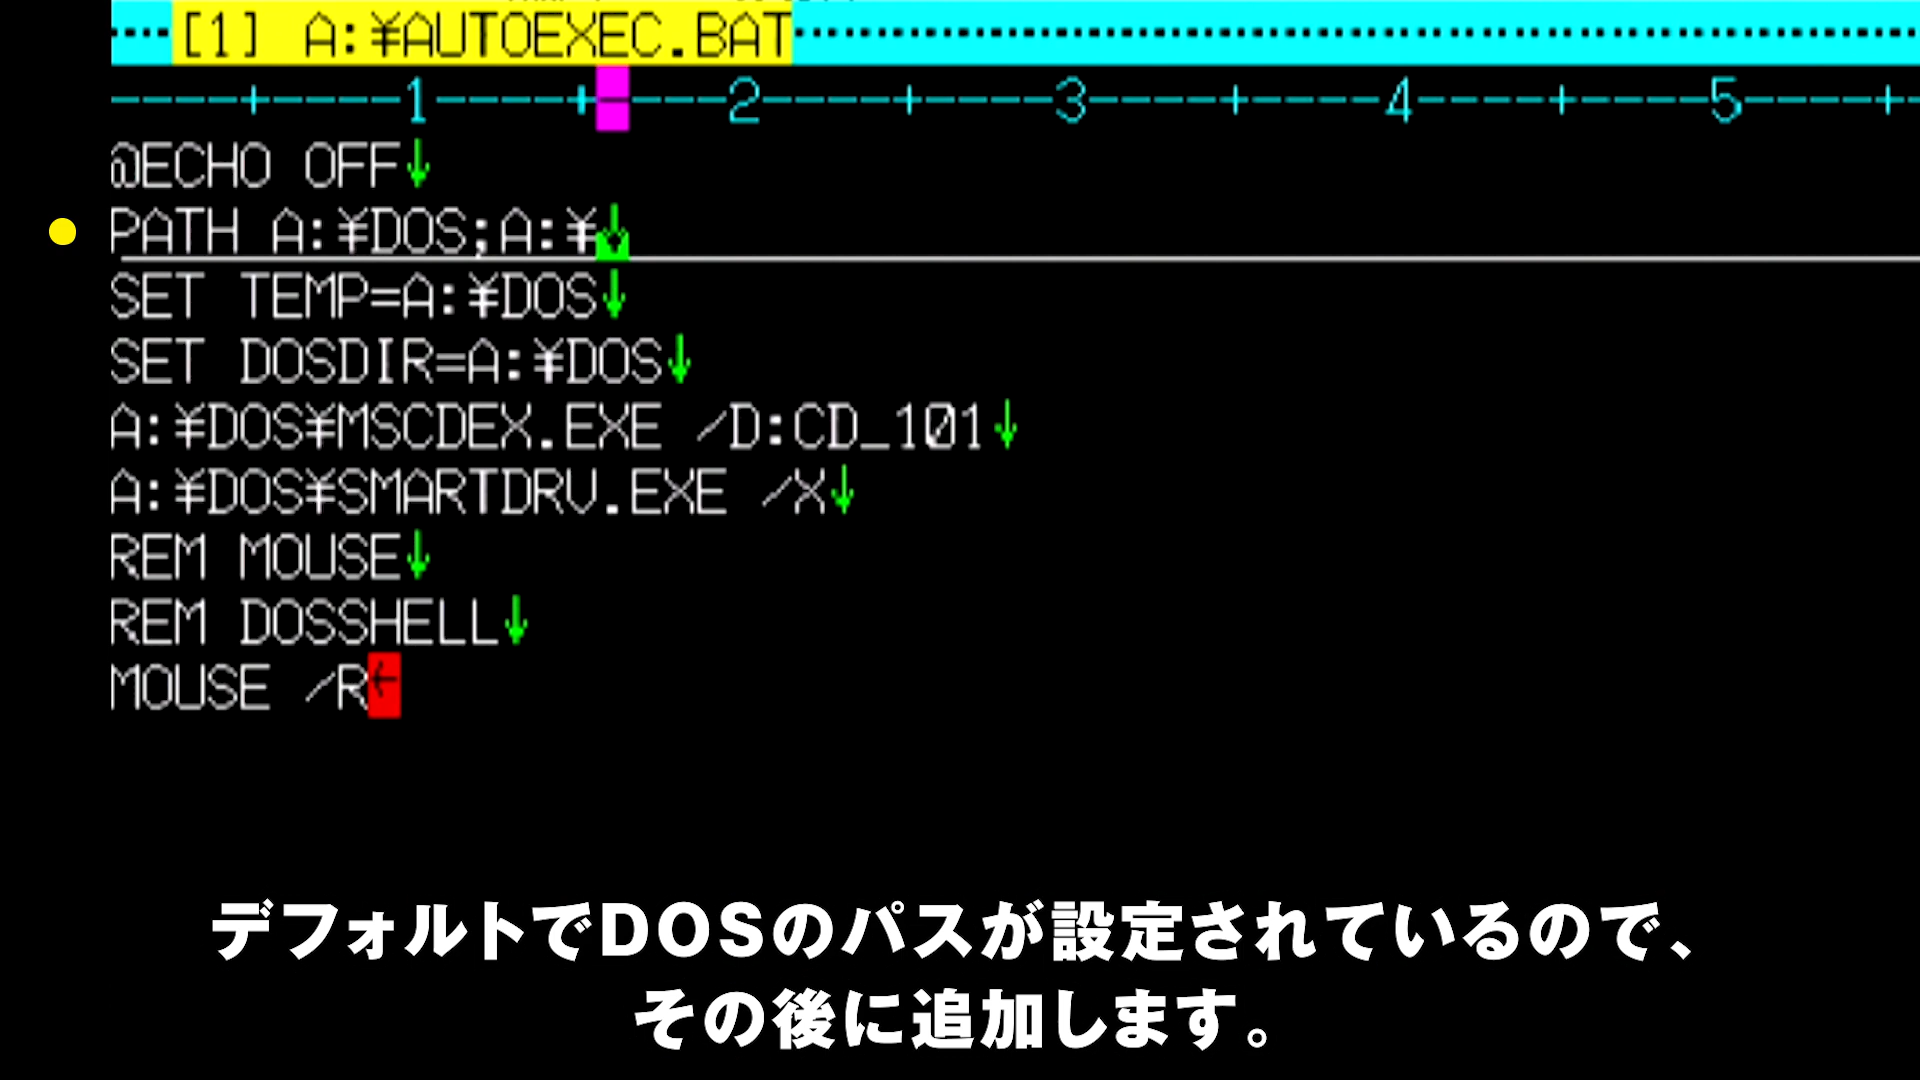 [1] A:¥AUTOEXEC.BAT
1 2 3 4 5
@ECHO OFF↓
PATH A:¥DOS;A:¥↓
SET TEMP=A:¥DOS↓
SET DOSDIR=A:¥DOS↓
A:¥DOS¥MSCDEX.EXE /D:CD_101↓
A:¥DOS¥SMARTDRV.EXE /X↓
REM MOUSE↓
REM DOSSHELL↓
MOUSE /R←
デフォルトでDOSのパスが設定されているので、
その後に追加します。